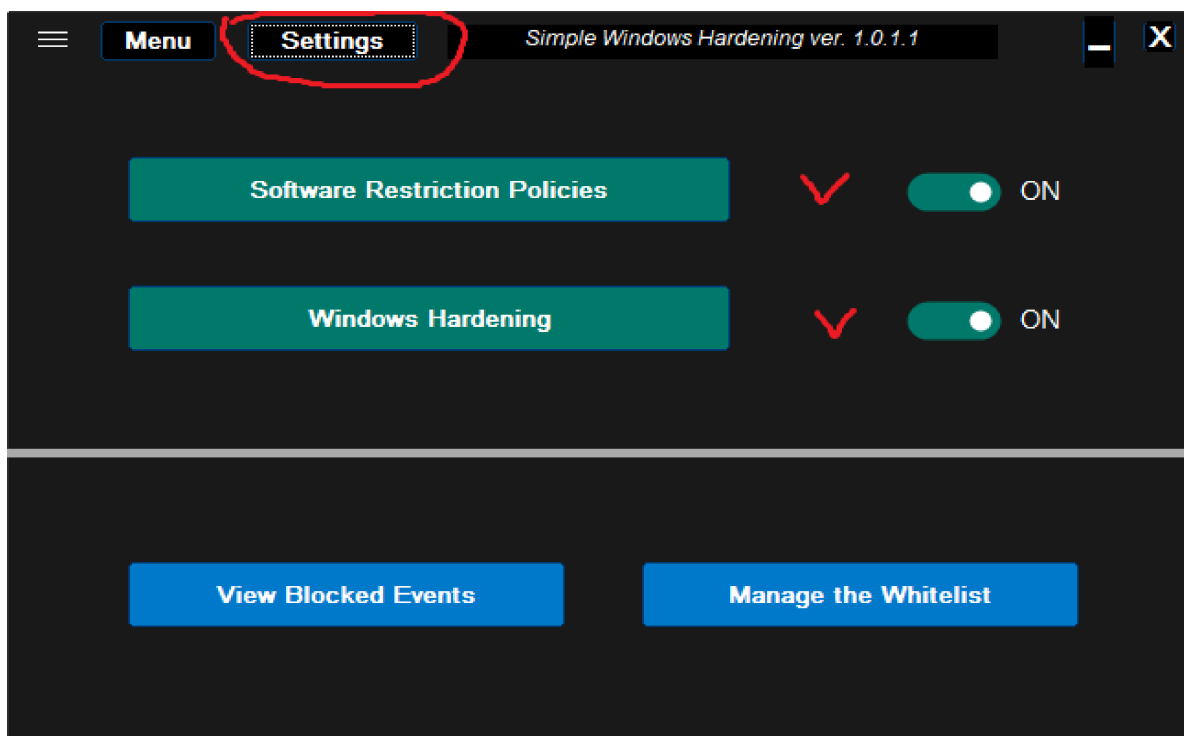 Menu Settings Simple Windows Hardening ver. 1.0.1.1 X
Software Restriction Policies ON
Windows Hardening ON
View Blocked Events Manage the Whitelist